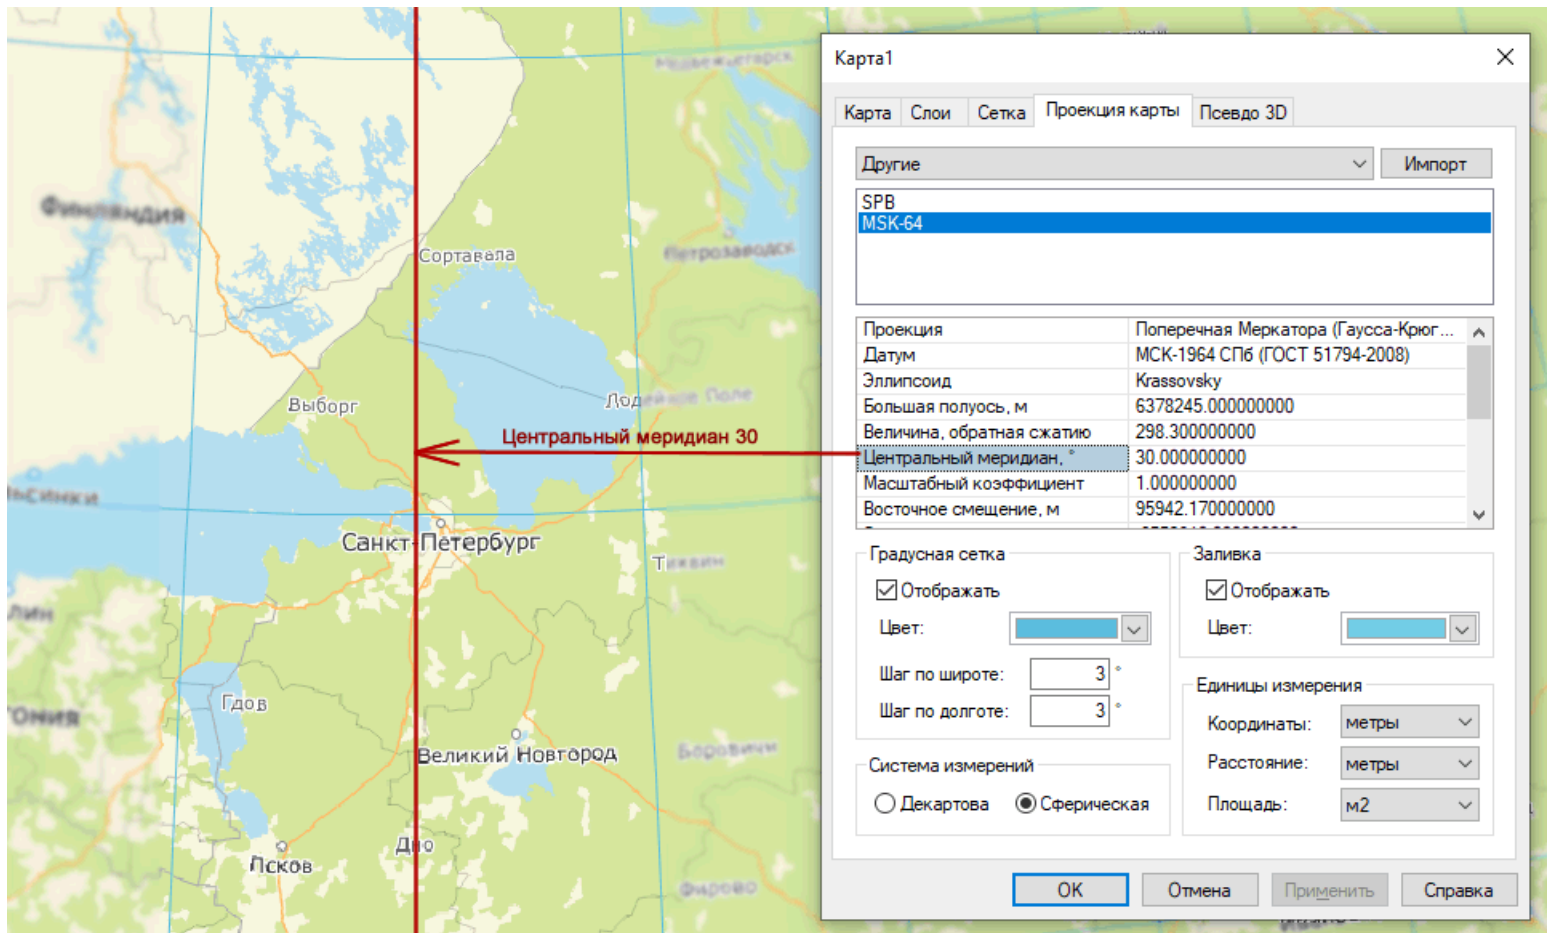 Медвежьегорск
Финляндия
Сортавала
Петрозаводск
Выборг
Лодейное Поле
Центральный меридиан 30
Санкт-Петербург
Тихвин
Гдов
Великий Новгород
Боровичи
Дно
Псков
Фирово
Карта1
Карта Слои Сетка Проекция карты Псевдо 3D
Другие Импорт
SPB
MSK-64
Проекция Поперечная Меркатора (Гаусса-Крюг...
Датум МСК-1964 СПб (ГОСТ 51794-2008)
Эллипсоид Krassovsky
Большая полуось, м 6378245.000000000
Величина, обратная сжатию 298.300000000
Центральный меридиан, ° 30.000000000
Масштабный коэффициент 1.000000000
Восточное смещение, м 95942.170000000
Градусная сетка
Отображать
Цвет:
Шаг по широте: 3 °
Шаг по долготе: 3 °
Заливка
Отображать
Цвет:
Единицы измерения
Координаты: метры
Расстояние: метры
Площадь: м2
Система измерений
Декартова Сферическая
OK Отмена Применить Справка